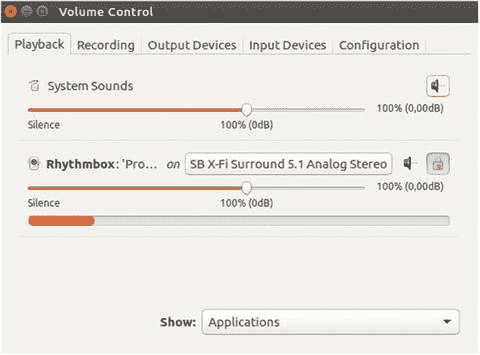 Volume Control
Playback Recording Output Devices Input Devices Configuration
System Sounds
100% (0,00dB)
Silence 100% (0dB)
Rhythmbox: 'Pro... on SB X-Fi Surround 5.1 Analog Stereo
100% (0,00dB)
Silence 100% (0dB)
Show: Applications